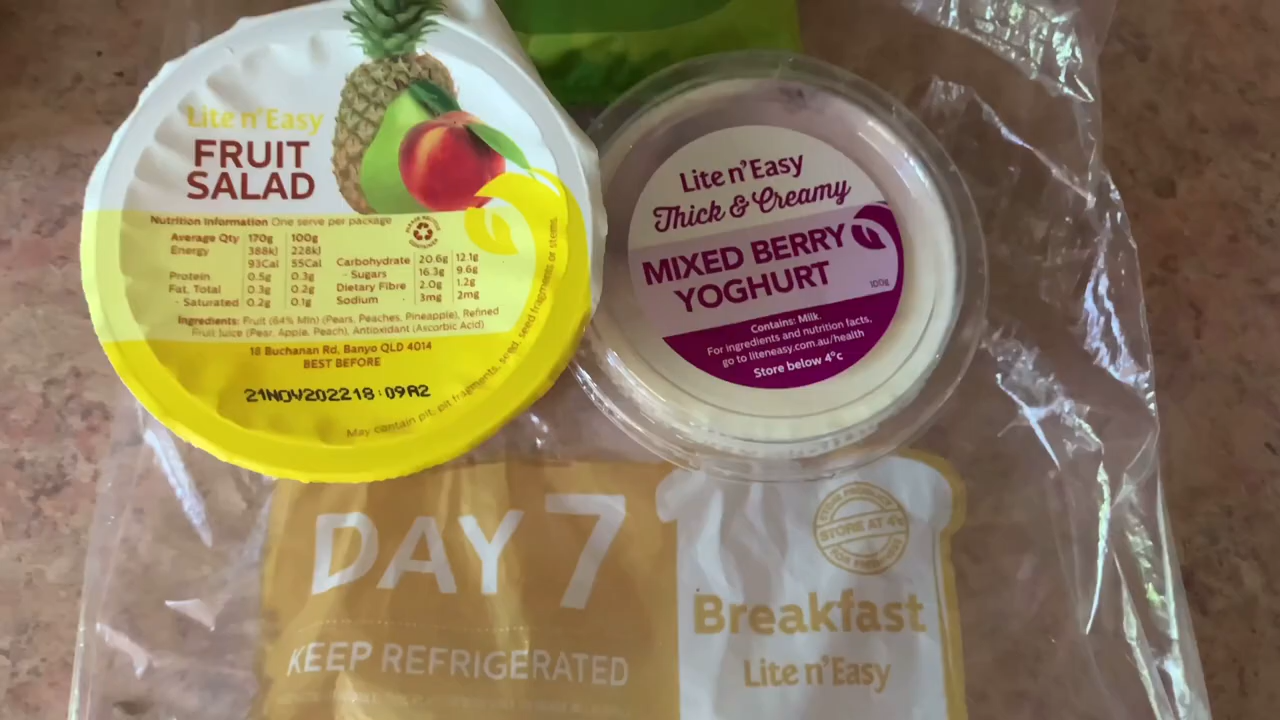 Lite n'Easy
FRUIT
SALAD
Nutrition Information One serve per package
PLEASE RECYCLE
CONTAINER
Average Qty 170g 100g
Energy 388kJ 228kJ
93Cal 55Cal
Protein 0.5g 0.3g
Fat, Total 0.3g 0.2g
- Saturated 0.2g 0.1g
Carbohydrate 20.6g 12.1g
- Sugars 16.3g 9.6g
Dietary Fibre 2.0g 1.2g
Sodium 3mg 2mg
Ingredients: Fruit (64% Min) (Pears, Peaches, Pineapple), Refined
Fruit Juice (Pear, Apple, Peach), Antioxidant (Ascorbic Acid)
18 Buchanan Rd, Banyo QLD 4014
BEST BEFORE
21NOV2022 18:09A2
May contain pit, pit fragments, seed, seed fragments or stems.
Lite n'Easy
Thick & Creamy
MIXED BERRY
YOGHURT
100g
Contains: Milk.
For ingredients and nutrition facts,
go to liteneasy.com.au/health
Store below 4°c
DAY 7
KEEP REFRIGERATED
STORE AT 4°c
Breakfast
Lite n'Easy